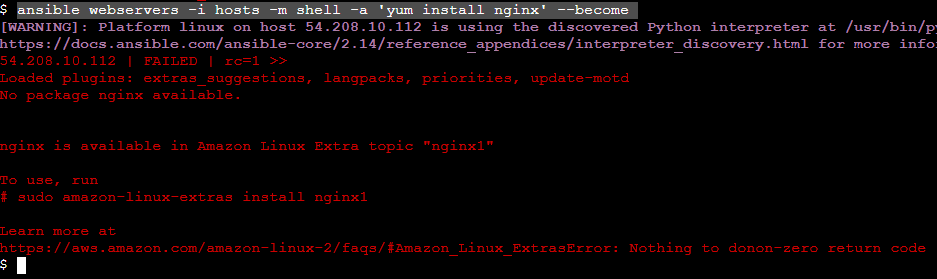 $ ansible webservers -i hosts -m shell -a 'yum install nginx' --become
[WARNING]: Platform linux on host 54.208.10.112 is using the discovered Python interpreter at /usr/bin/py
https://docs.ansible.com/ansible-core/2.14/reference_appendices/interpreter_discovery.html for more info
54.208.10.112 | FAILED | rc=1 >>
Loaded plugins: extras_suggestions, langpacks, priorities, update-motd
No package nginx available.
nginx is available in Amazon Linux Extra topic "nginx1"
To use, run
# sudo amazon-linux-extras install nginx1
Learn more at
https://aws.amazon.com/amazon-linux-2/faqs/#Amazon_Linux_ExtrasError: Nothing to donon-zero return code
$